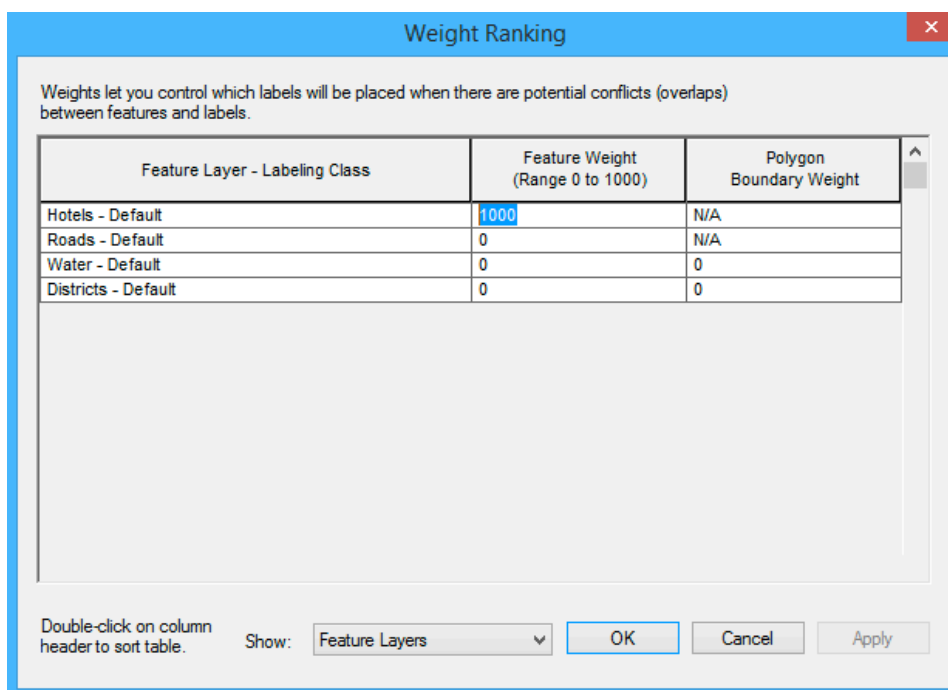 Weight Ranking
Weights let you control which labels will be placed when there are potential conflicts (overlaps)
between features and labels.
Feature Layer - Labeling Class
Feature Weight
(Range 0 to 1000)
Polygon
Boundary Weight
Hotels - Default 1000 N/A
Roads - Default 0 N/A
Water - Default 0 0
Districts - Default 0 0
Double-click on column
header to sort table.
Show: Feature Layers OK Cancel Apply